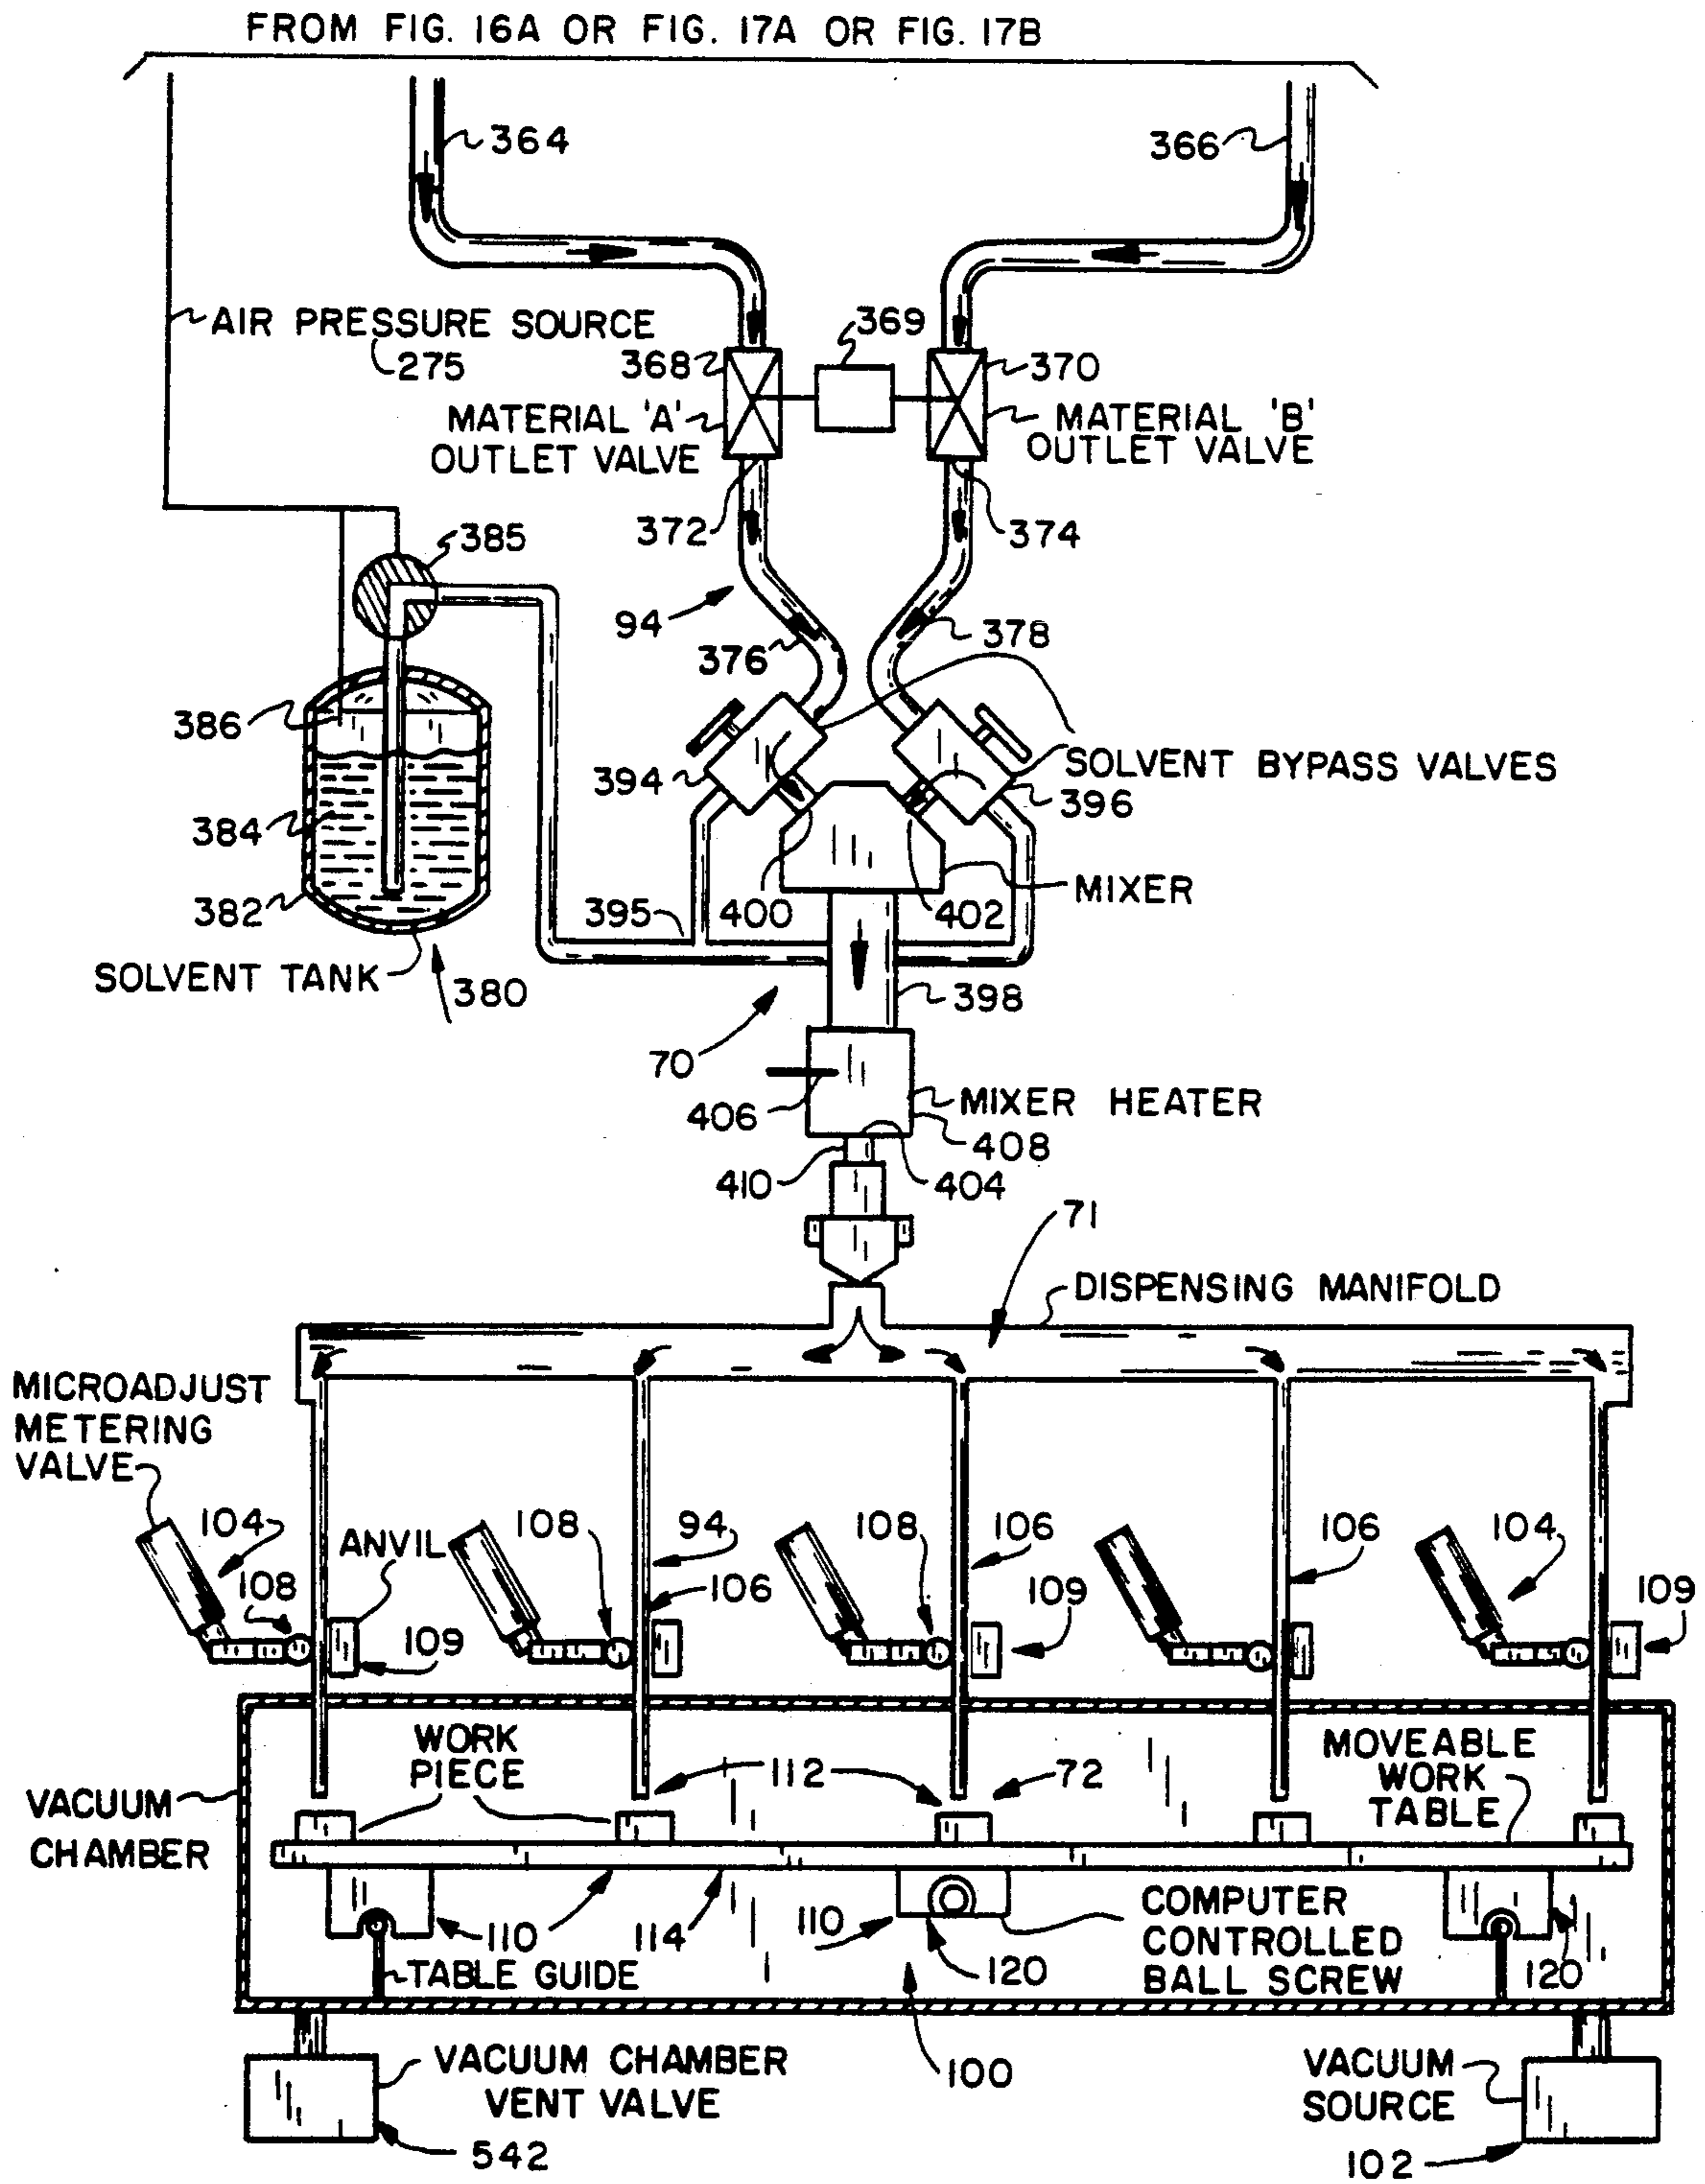 FROM FIG. 16A OR FIG. 17A OR FIG. 17B
364
366
AIR PRESSURE SOURCE
275
369
368
370
MATERIAL 'A'
OUTLET VALVE
MATERIAL 'B'
OUTLET VALVE
372
374
385
94
376
378
386
394
SOLVENT BYPASS VALVES
396
384
382
395
400
402
MIXER
SOLVENT TANK
380
398
70
406
MIXER HEATER
408
410
404
71
DISPENSING MANIFOLD
MICROADJUST
METERING
VALVE
104
ANVIL
108
94
108
106
106
104
108
106
109
109
109
WORK
PIECE
112
72
MOVEABLE
WORK
TABLE
VACUUM
CHAMBER
110
114
110
120
COMPUTER
CONTROLLED
BALL SCREW
120
TABLE GUIDE
VACUUM CHAMBER
VENT VALVE
542
100
VACUUM
SOURCE
102